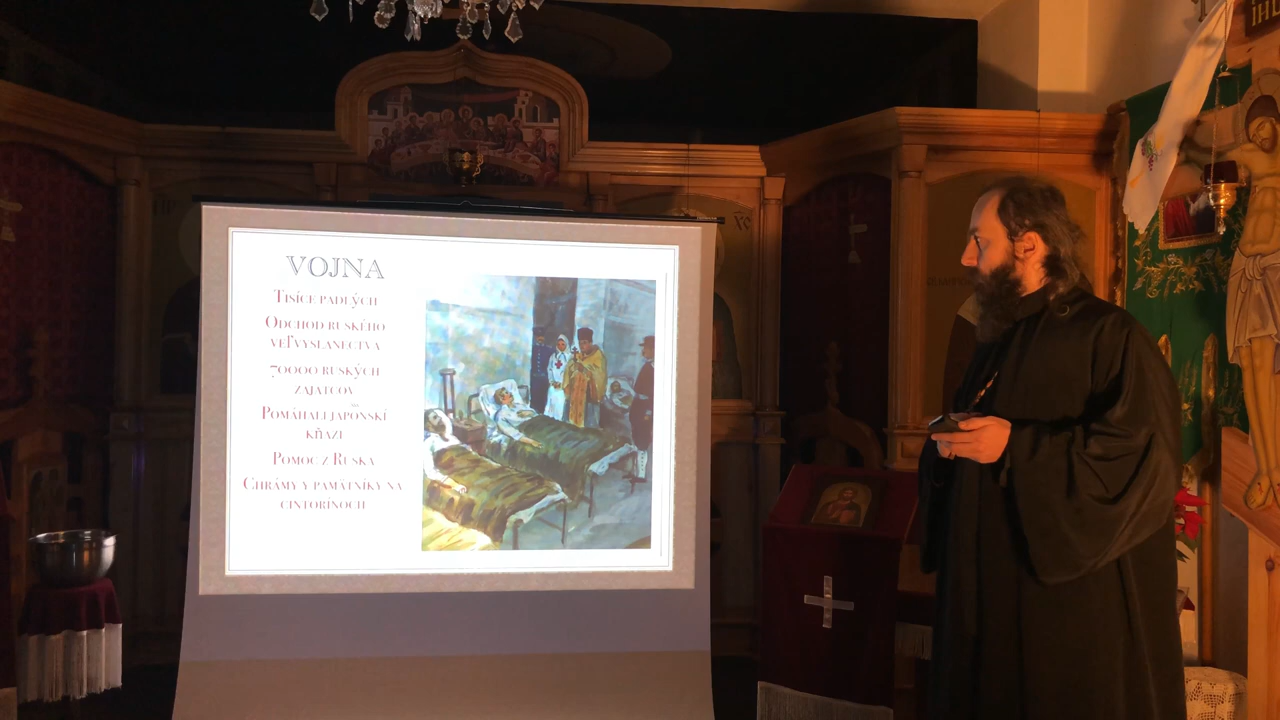 VOJNA
Tisíce padlých
Odchod ruského
veľvyslanectva
70000 ruských
zajatcov
Pomáhali japonskí
kňazi
Pomoc z Ruska
Chrámy v pamätníky na
cintorínoch